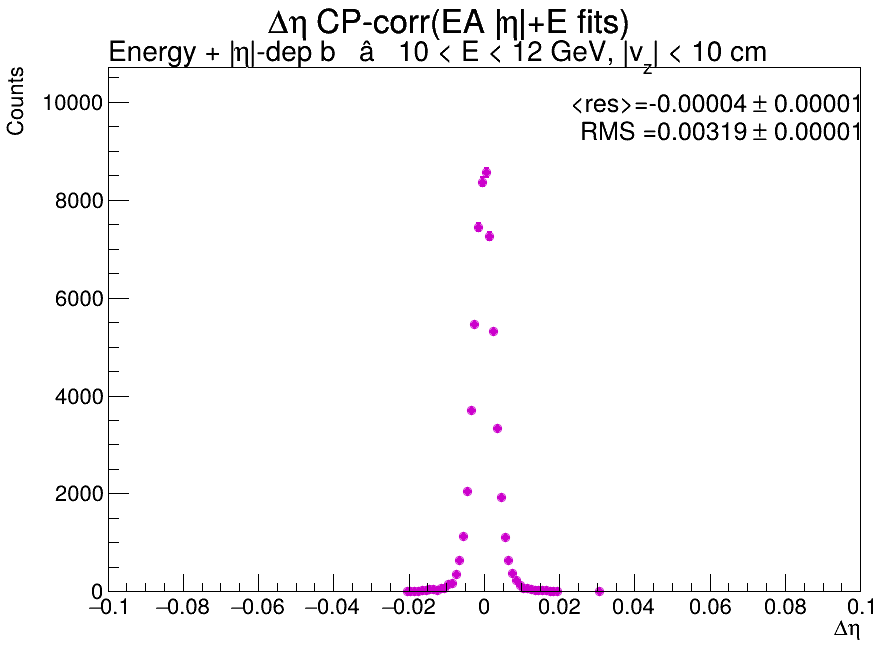 Δη CP-corr(EA |η|+E fits)
Energy + |η|-dep b â 10 < E < 12 GeV, |v_z| < 10 cm
<res>=-0.00004 ± 0.00001
RMS =0.00319 ± 0.00001
Counts
10000
8000
6000
4000
2000
0
−0.1 −0.08 −0.06 −0.04 −0.02 0 0.02 0.04 0.06 0.08 0.1
Δη